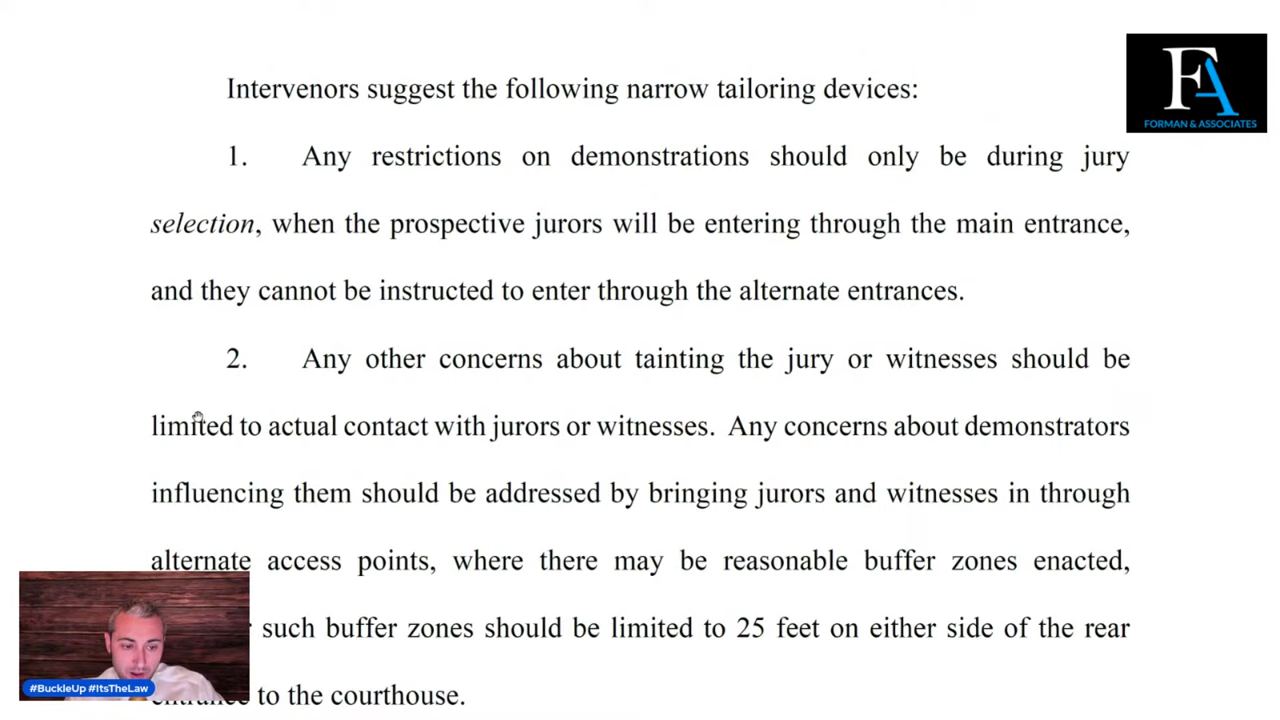 Intervenors suggest the following narrow tailoring devices:
FA
FORMAN & ASSOCIATES
1. Any restrictions on demonstrations should only be during jury
selection, when the prospective jurors will be entering through the main entrance,
and they cannot be instructed to enter through the alternate entrances.
2. Any other concerns about tainting the jury or witnesses should be
limited to actual contact with jurors or witnesses. Any concerns about demonstrators
influencing them should be addressed by bringing jurors and witnesses in through
alternate access points, where there may be reasonable buffer zones enacted,
such buffer zones should be limited to 25 feet on either side of the rear
entrance to the courthouse.
#BuckleUp #ItsTheLaw